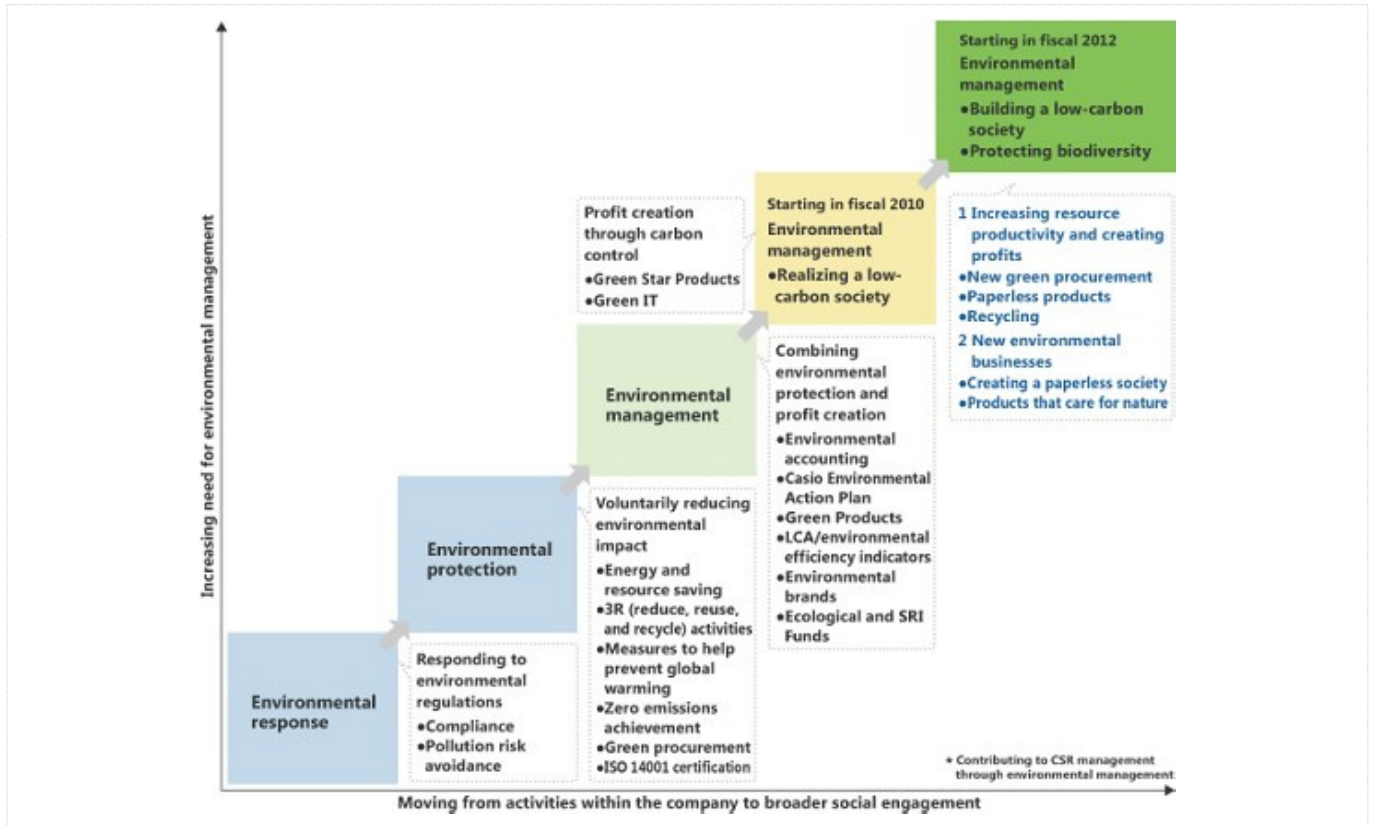 Increasing need for environmental management
Starting in fiscal 2012
Environmental
management
●Building a low-carbon
society
●Protecting biodiversity
1 Increasing resource
productivity and creating
profits
●New green procurement
●Paperless products
●Recycling
2 New environmental
businesses
●Creating a paperless society
●Products that care for nature
Starting in fiscal 2010
Environmental
management
●Realizing a low-
carbon society
Profit creation
through carbon
control
●Green Star Products
●Green IT
Combining
environmental
protection and
profit creation
●Environmental
accounting
●Casio Environmental
Action Plan
●Green Products
●LCA/environmental
efficiency indicators
●Environmental
brands
●Ecological and SRI
Funds
Environmental
management
Voluntarily reducing
environmental
impact
●Energy and
resource saving
●3R (reduce, reuse,
and recycle) activities
●Measures to help
prevent global
warming
●Zero emissions
achievement
●Green procurement
●ISO 14001 certification
Environmental
protection
Responding to
environmental
regulations
●Compliance
●Pollution risk
avoidance
Environmental
response
* Contributing to CSR management
through environmental management
Moving from activities within the company to broader social engagement